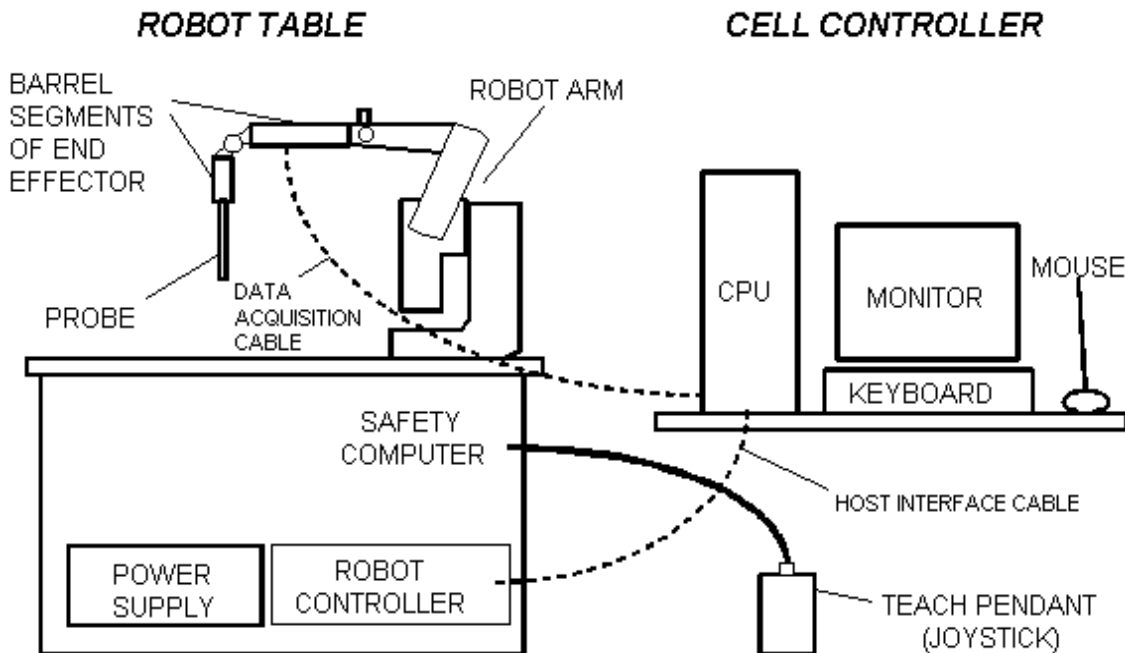 ROBOT TABLE
CELL CONTROLLER
BARREL
SEGMENTS
OF END
EFFECTOR
ROBOT ARM
PROBE
DATA
ACQUISITION
CABLE
CPU
MONITOR
MOUSE
KEYBOARD
SAFETY
COMPUTER
HOST INTERFACE CABLE
POWER
SUPPLY
ROBOT
CONTROLLER
TEACH PENDANT
(JOYSTICK)